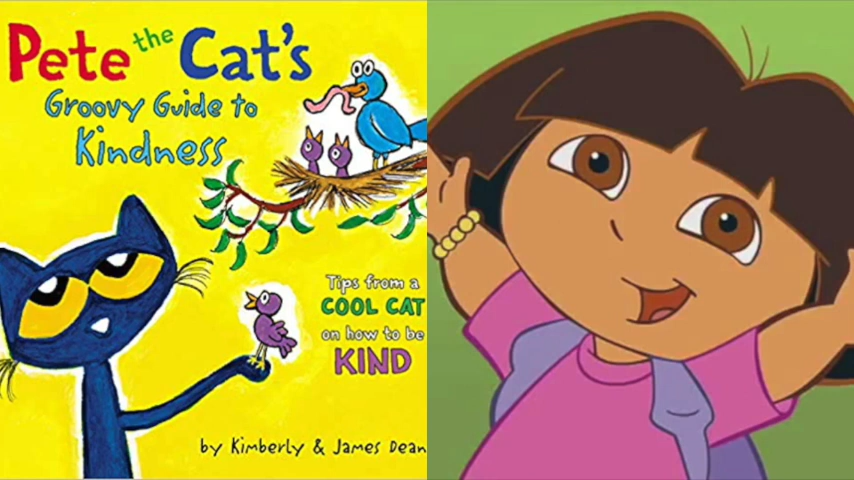 Pete the Cat's
Groovy Guide to
Kindness
Tips from a
COOL CAT
on how to be
KIND
by Kimberly & James Dean